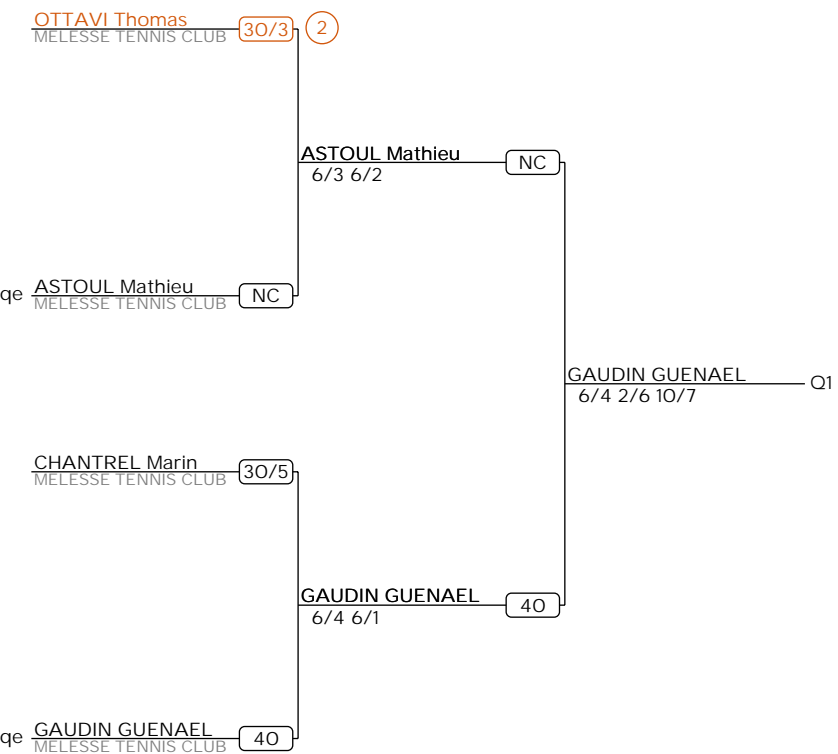 OTTAVI Thomas
MELESSE TENNIS CLUB
30/3
2
ASTOUL Mathieu
6/3 6/2
NC
qe
ASTOUL Mathieu
MELESSE TENNIS CLUB
NC
GAUDIN GUENAEL
6/4 2/6 10/7
Q1
CHANTREL Marin
MELESSE TENNIS CLUB
30/5
GAUDIN GUENAEL
6/4 6/1
40
qe
GAUDIN GUENAEL
MELESSE TENNIS CLUB
40